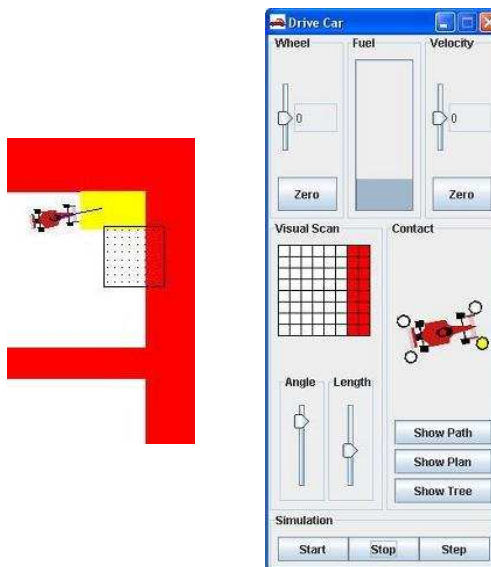 Drive Car
Wheel Fuel Velocity
0 0
Zero Zero
Visual Scan Contact
Angle Length
Show Path
Show Plan
Show Tree
Simulation
Start Stop Step